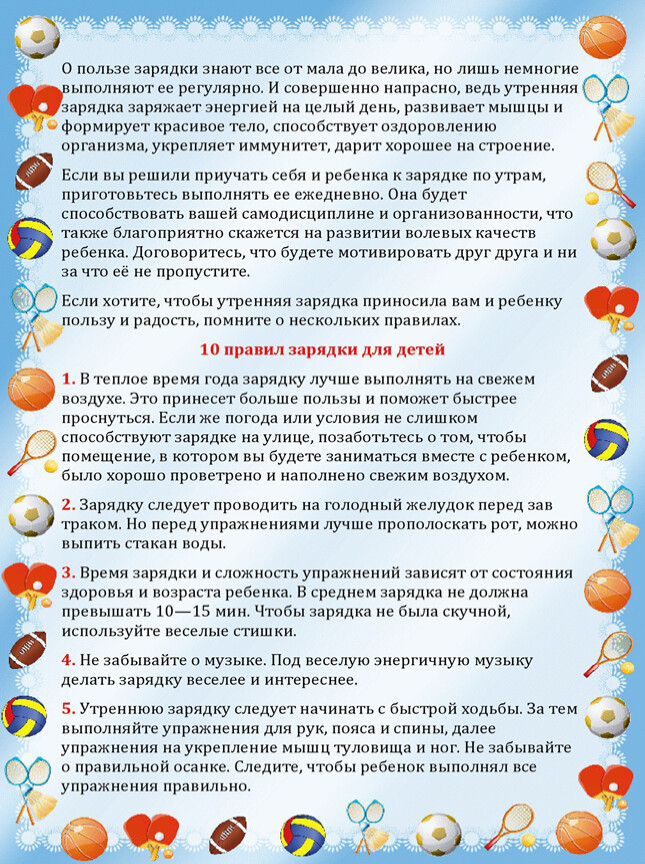 О пользе зарядки знают все от мала до велика, но лишь немногие
выполняют ее регулярно. И совершенно напрасно, ведь утренняя
зарядка заряжает энергией на целый день, развивает мышцы и
формирует красивое тело, способствует оздоровлению
организма, укрепляет иммунитет, дарит хорошее на строение.
Если вы решили приучать себя и ребенка к зарядке по утрам,
приготовьтесь выполнять ее ежедневно. Она будет
способствовать вашей самодисциплине и организованности, что
также благоприятно скажется на развитии волевых качеств
ребенка. Договоритесь, что будете мотивировать друг друга и ни
за что её не пропустите.
Если хотите, чтобы утренняя зарядка приносила вам и ребенку
пользу и радость, помните о нескольких правилах.
10 правил зарядки для детей
1. В теплое время года зарядку лучше выполнять на свежем
воздухе. Это принесет больше пользы и поможет быстрее
проснуться. Если же погода или условия не слишком
способствуют зарядке на улице, позаботьтесь о том, чтобы
помещение, в котором вы будете заниматься вместе с ребенком,
было хорошо проветрено и наполнено свежим воздухом.
2. Зарядку следует проводить на голодный желудок перед зав
траком. Но перед упражнениями лучше прополоскать рот, можно
выпить стакан воды.
3. Время зарядки и сложность упражнений зависят от состояния
здоровья и возраста ребенка. В среднем зарядка не должна
превышать 10—15 мин. Чтобы зарядка не была скучной,
используйте веселые стишки.
4. Не забывайте о музыке. Под веселую энергичную музыку
делать зарядку веселее и интереснее.
5. Утреннюю зарядку следует начинать с быстрой ходьбы. За тем
выполняйте упражнения для рук, пояса и спины, далее
упражнения на укрепление мышц туловища и ног. Не забывайте
о правильной осанке. Следите, чтобы ребенок выполнял все
упражнения правильно.